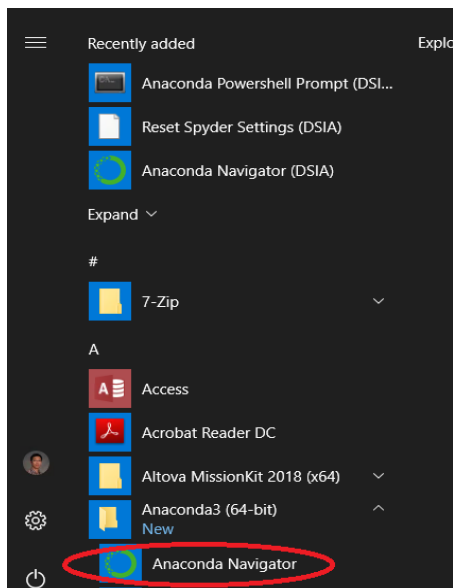 Recently added
Explo
Anaconda Powershell Prompt (DSI...
Reset Spyder Settings (DSIA)
Anaconda Navigator (DSIA)
Expand
#
7-Zip
A
Access
Acrobat Reader DC
Altova MissionKit 2018 (x64)
Anaconda3 (64-bit)
New
Anaconda Navigator